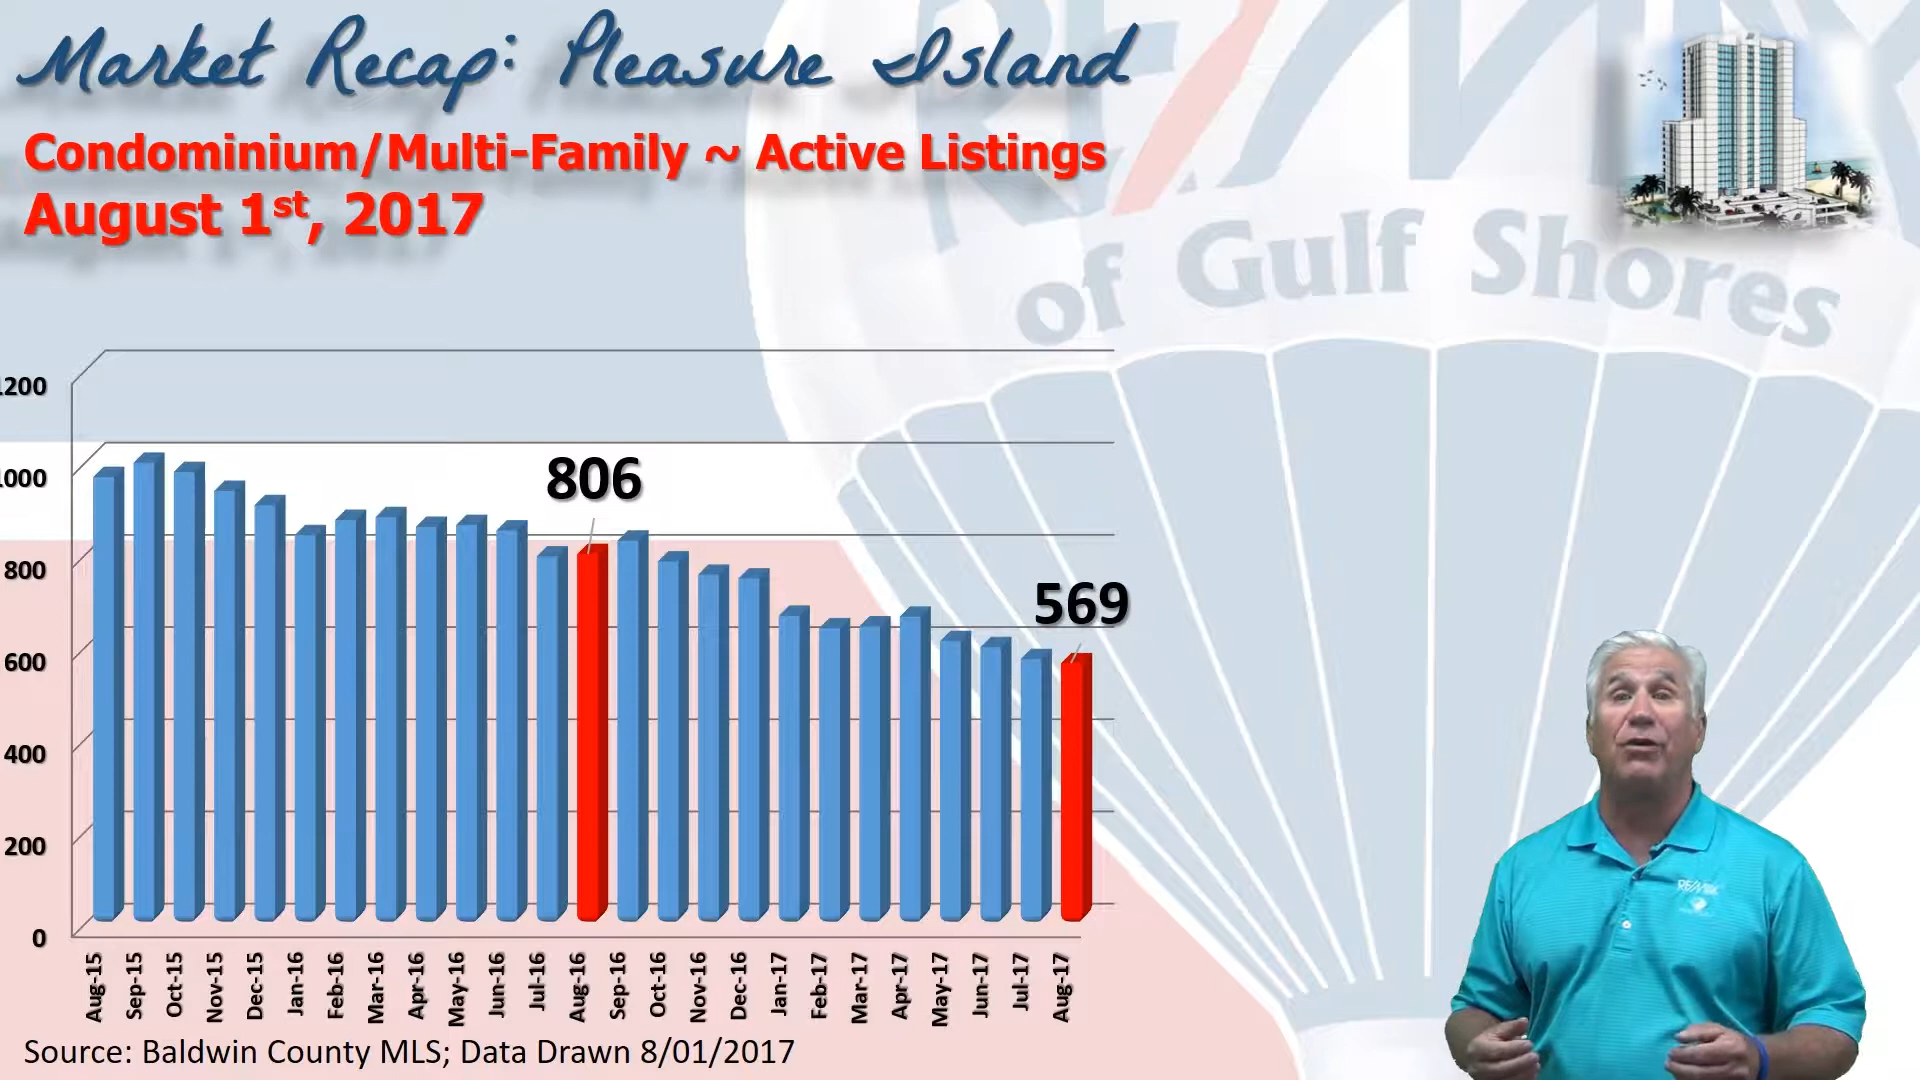 Market Recap: Pleasure Island
Condominium/Multi-Family ~ Active Listings
August 1st, 2017
RE/MAX
of Gulf Shores
1200
1000
800
600
400
200
0
806
569
Aug-15
Sep-15
Oct-15
Nov-15
Dec-15
Jan-16
Feb-16
Mar-16
Apr-16
May-16
Jun-16
Jul-16
Aug-16
Sep-16
Oct-16
Nov-16
Dec-16
Jan-17
Feb-17
Mar-17
Apr-17
May-17
Jun-17
Jul-17
Aug-17
RE/MAX
Source: Baldwin County MLS; Data Drawn 8/01/2017